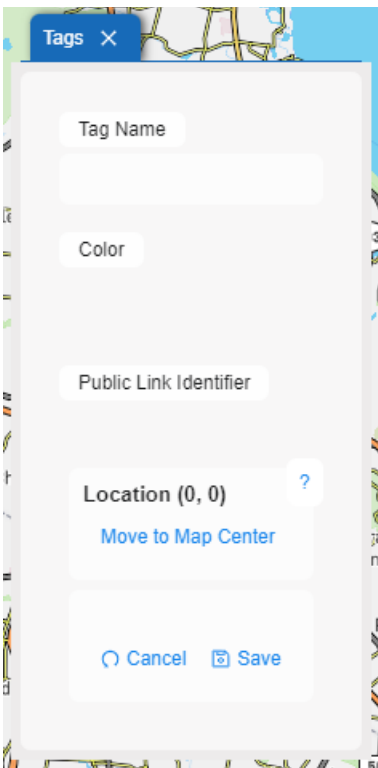 Tags ×
Tag Name
Color
Public Link Identifier
?
Location (0, 0)
Move to Map Center
Cancel
Save